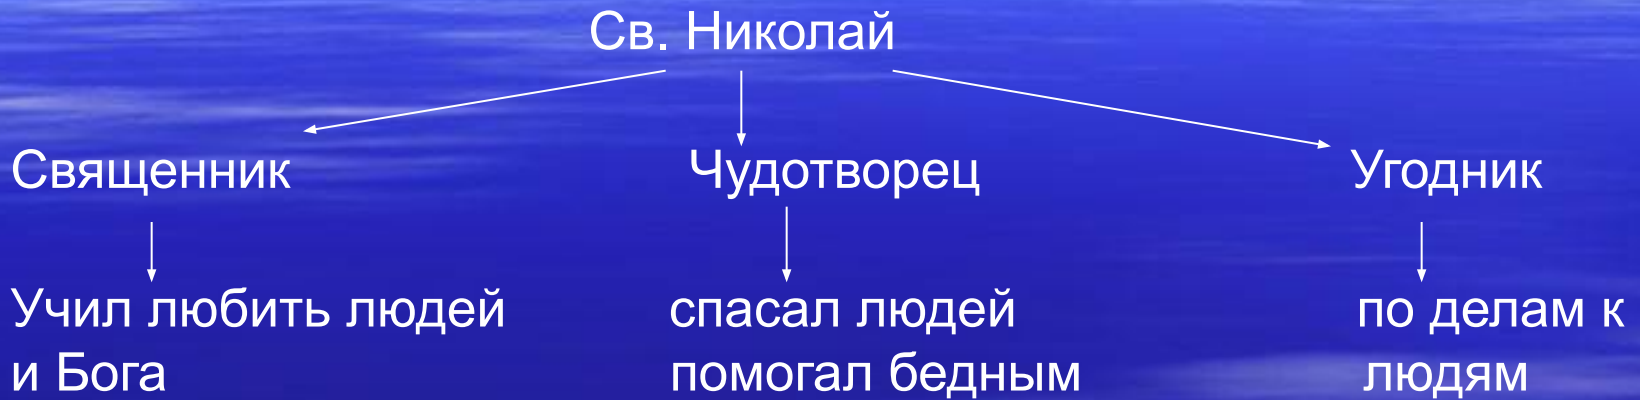 Св. Николай
Священник Чудотворец Угодник
Учил любить людей спасал людей по делам к
и Бога помогал бедным людям